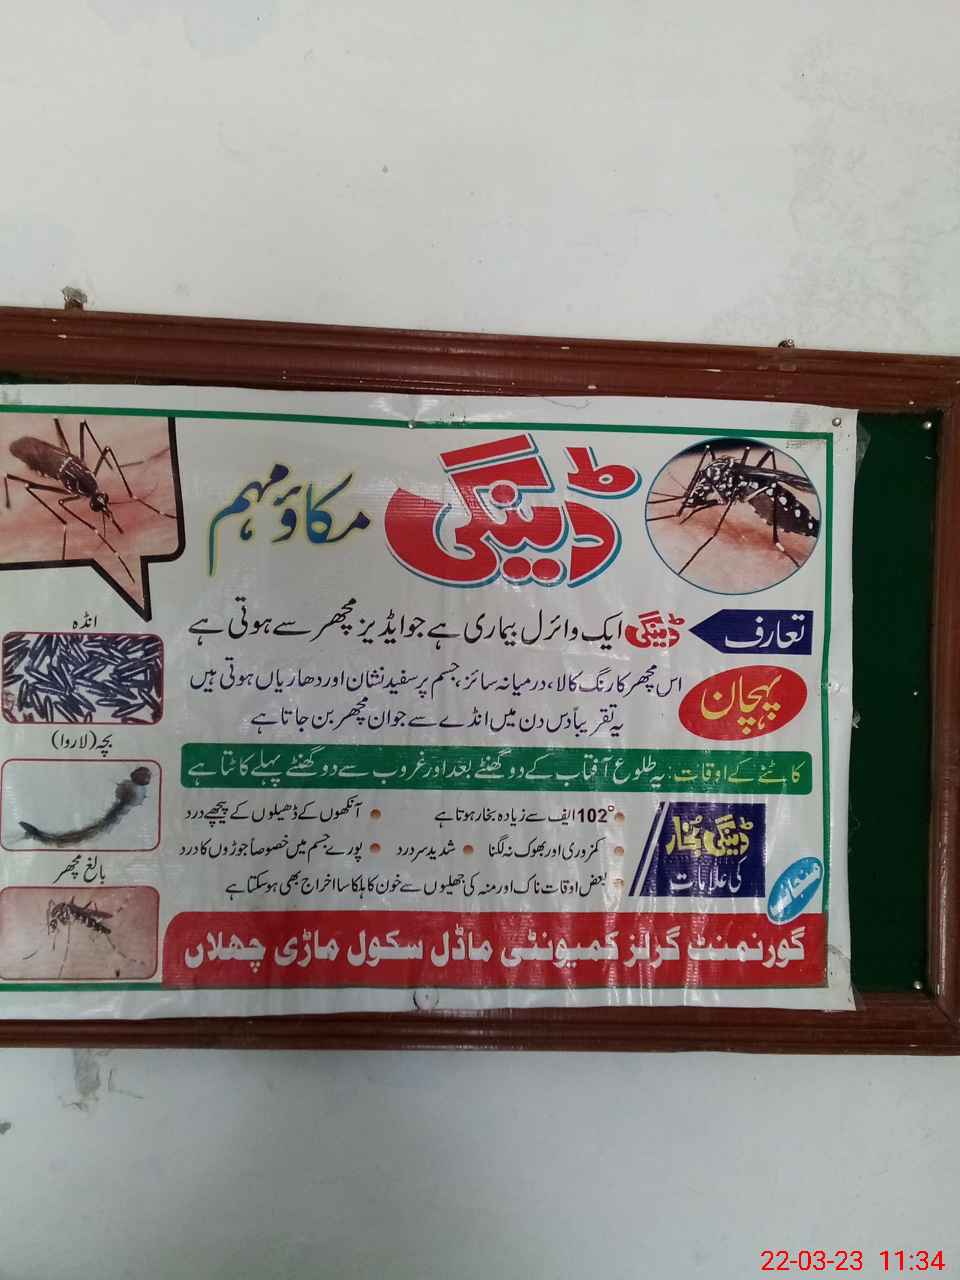 ڈینگی مکاؤ مہم
تعارف
ڈینگی ایک وائرل بیماری ہے جو ایڈیز مچھر سے ہوتی ہے
پہچان
اس مچھر کا رنگ کالا، درمیانہ سائز، جسم پر سفید نشان اور دھاریاں ہوتی ہیں
یہ تقریباً دس دن میں انڈے سے جوان مچھر بن جاتا ہے
کاٹنے کے اوقات: یہ طلوع آفتاب کے دو گھنٹے بعد اور غروب سے دو گھنٹے پہلے کاٹتا ہے
ڈینگی بخار
کی علامات
102° ایف سے زیادہ بخار ہوتا ہے • آنکھوں کے ڈھیلوں کے پیچھے درد
• کمزوری اور بھوک نہ لگنا • شدید سردرد • پورے جسم میں خصوصاً جوڑوں کا درد
• بعض اوقات ناک اور منہ کی جھلیوں سے خون کا ہلکا سا اخراج بھی ہو سکتا ہے
منجانب
گورنمنٹ گرلز کمیونٹی ماڈل سکول ماڑی چھلاں
انڈہ
بچہ (لاروا)
بالغ مچھر
22-03-23 11:34